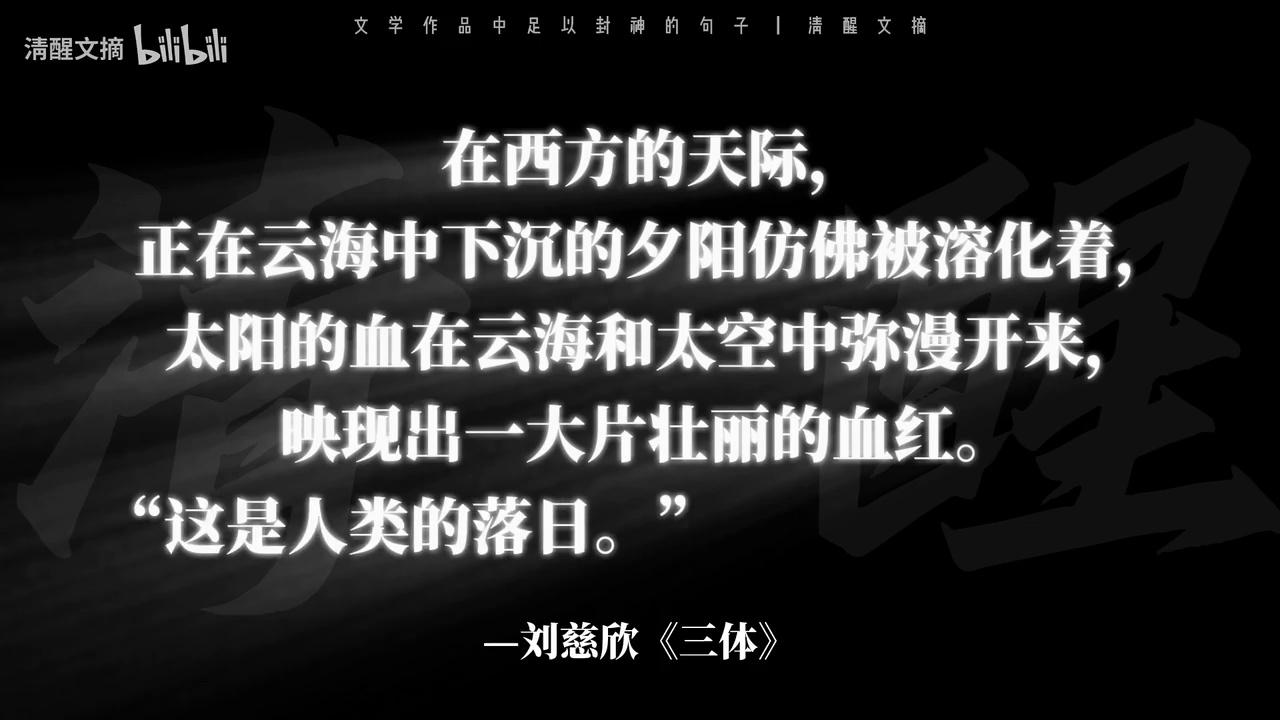 文学作品中足以封神的句子 | 清醒文摘
清醒文摘 bilibili
清醒
在西方的天际,
正在云海中下沉的夕阳仿佛被溶化着,
太阳的血在云海和太空中弥漫开来,
映现出一大片壮丽的血红。
“这是人类的落日。”
—刘慈欣《三体》